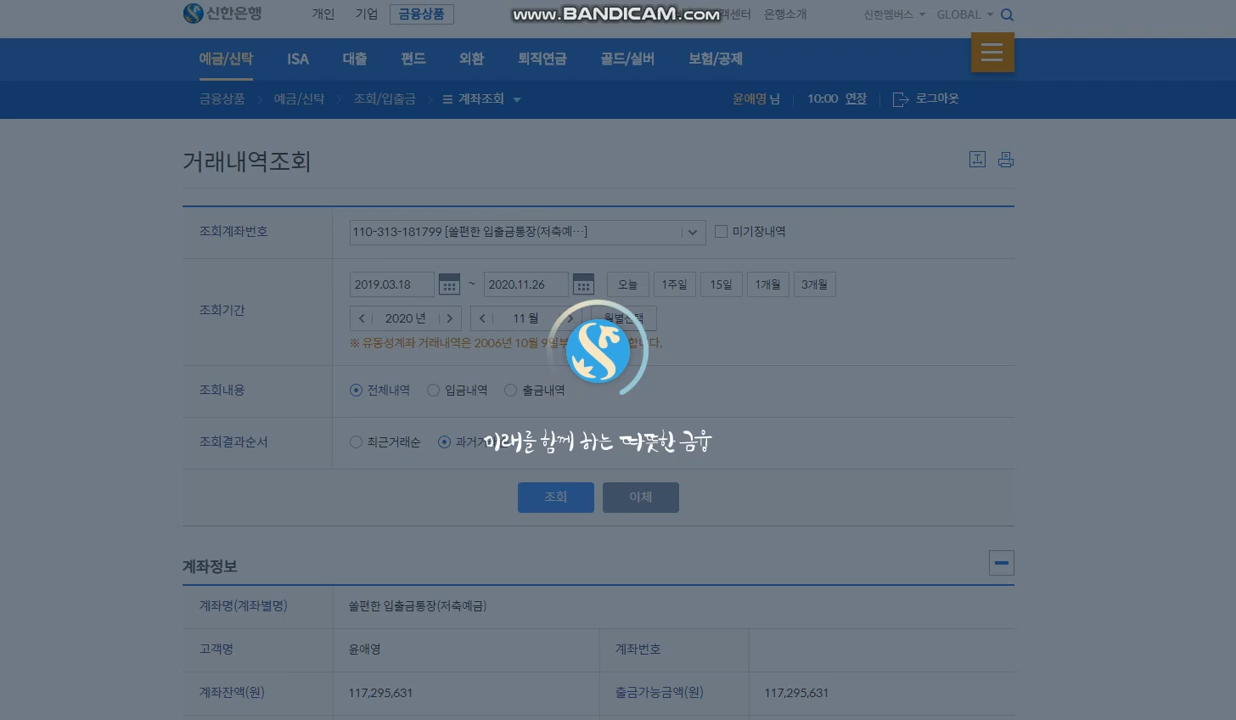 신한은행
개인 기업 금융상품 www.BANDICAM.com 객센터 은행소개 신한멤버스 GLOBAL
예금/신탁 ISA 대출 펀드 외환 퇴직연금 골드/실버 보험/공제
금융상품 예금/신탁 조회/입출금 계좌조회 윤애영 님 10:00 연장 로그아웃
거래내역조회
조회계좌번호 110-313-181799 [쏠편한 입출금통장(저축예…] 미기장내역
조회기간 2019.03.18 ~ 2020.11.26 오늘 1주일 15일 1개월 3개월
2020 년 11 월 월별선택
※ 유동성계좌 거래내역은 2006년 10월 9일부 합니다.
조회내용 전체내역 입금내역 출금내역
조회결과순서 최근거래순 과거거
미래를 함께 하는 따뜻한 금융
조회 이체
계좌정보
계좌명(계좌별명) 쏠편한 입출금통장(저축예금)
고객명 윤애영 계좌번호
계좌잔액(원) 117,295,631 출금가능금액(원) 117,295,631